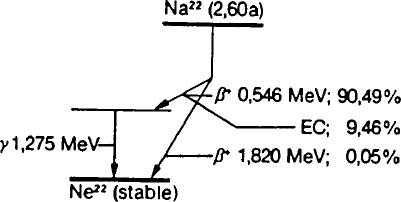 Na²² (2,60a)
β⁺ 0,546 MeV; 90,49%
EC; 9,46%
γ 1,275 MeV
β⁺ 1,820 MeV; 0,05%
Ne²² (stable)